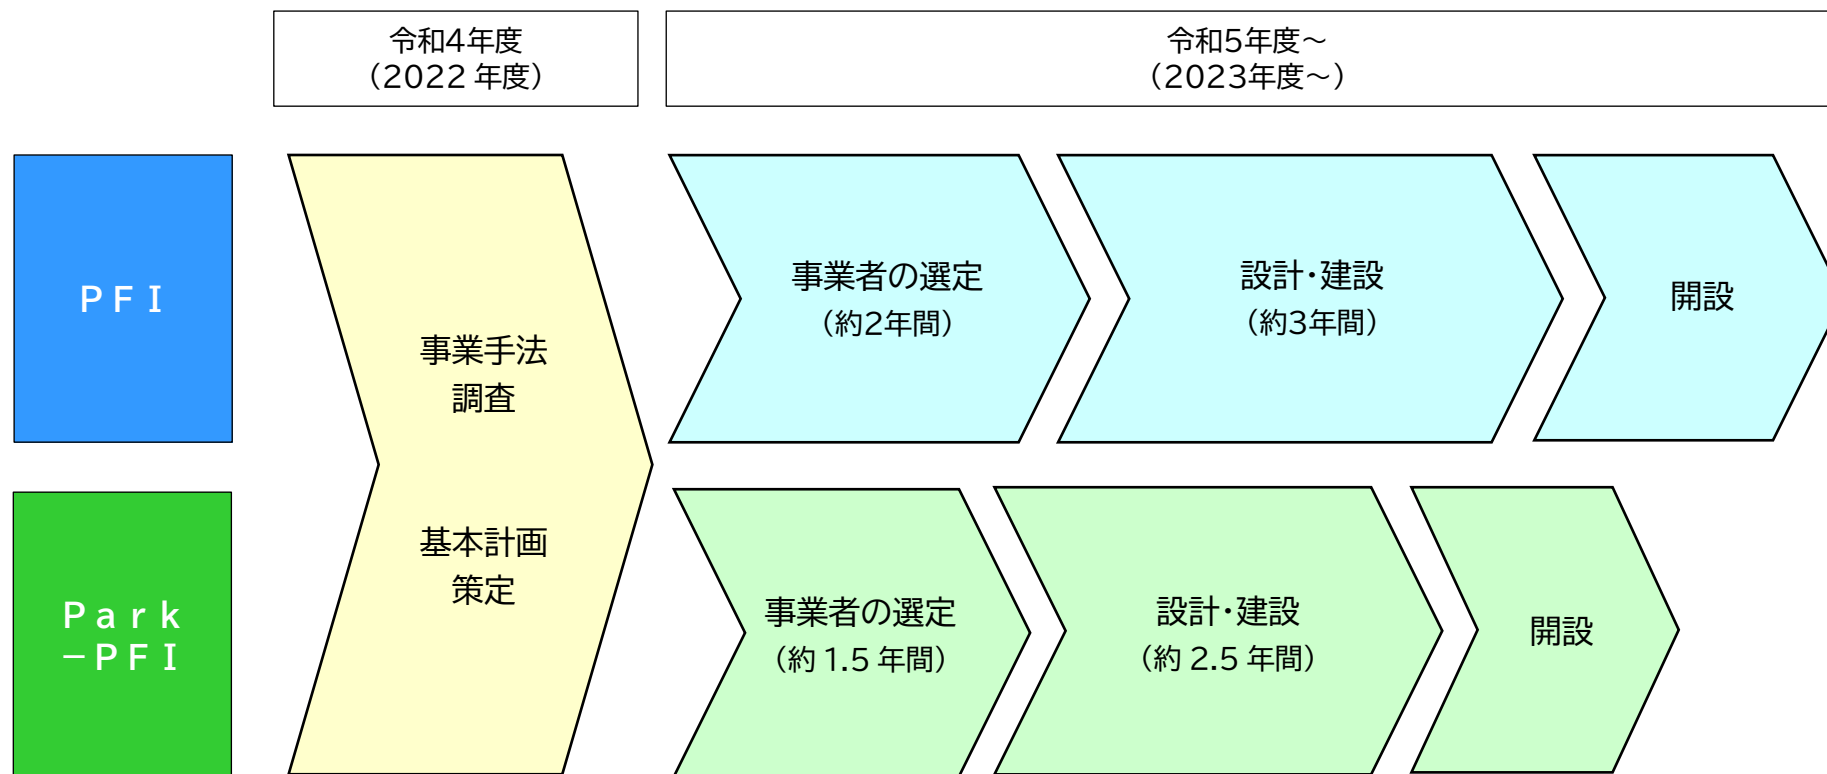 令和4年度
（2022 年度）
令和5年度～
（2023年度～）
ＰＦＩ
事業手法
調査
基本計画
策定
事業者の選定
（約2年間）
設計・建設
（約3年間）
開設
Ｐａｒｋ
－ＰＦＩ
事業者の選定
（約 1.5 年間）
設計・建設
（約 2.5 年間）
開設